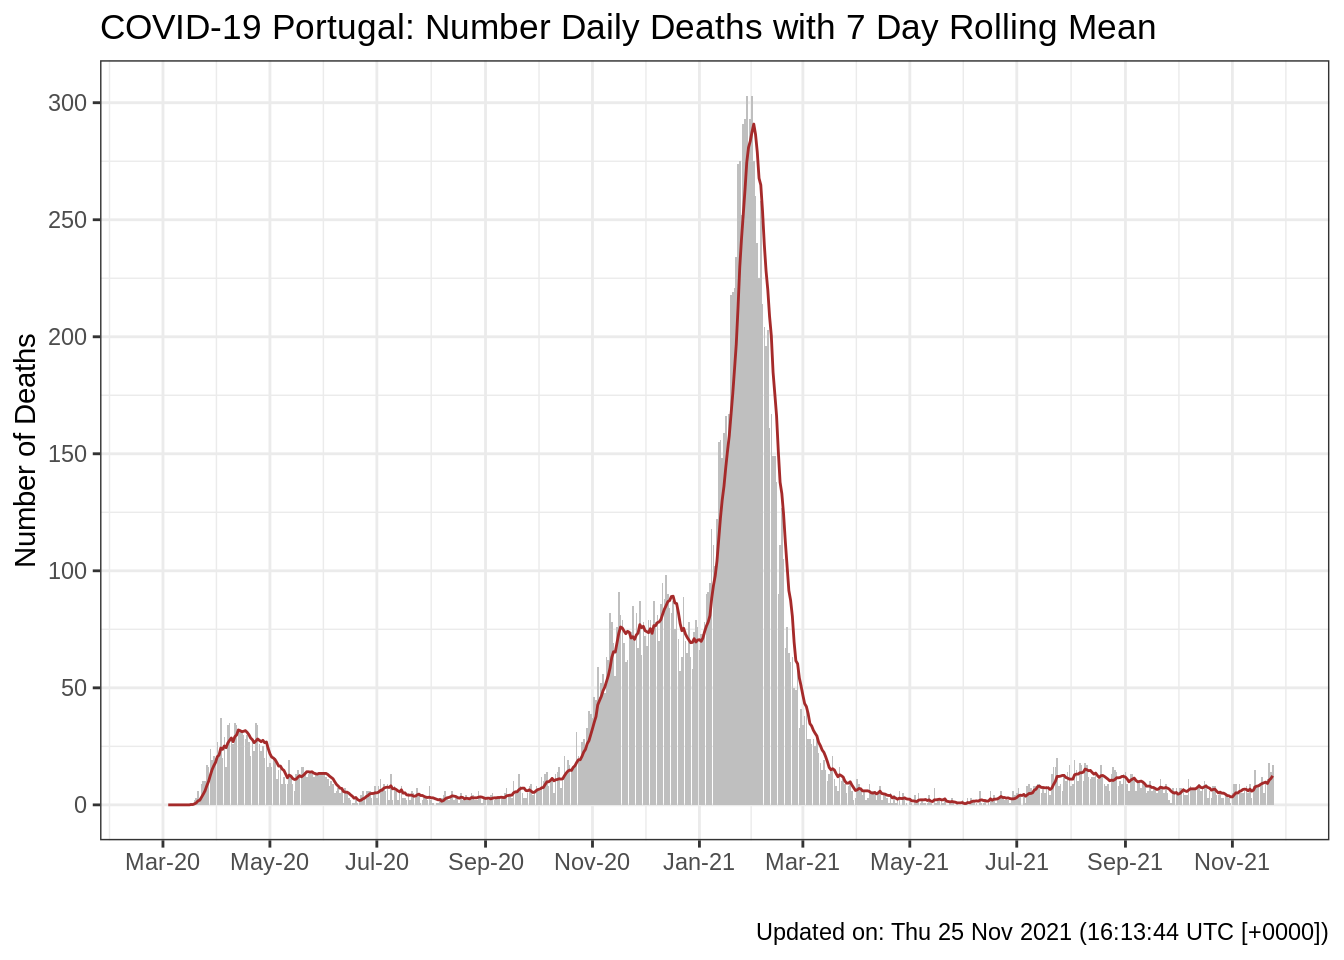 COVID-19 Portugal: Number Daily Deaths with 7 Day Rolling Mean
Number of Deaths
300
250
200
150
100
50
0
Mar-20 May-20 Jul-20 Sep-20 Nov-20 Jan-21 Mar-21 May-21 Jul-21 Sep-21 Nov-21
Updated on: Thu 25 Nov 2021 (16:13:44 UTC [+0000])